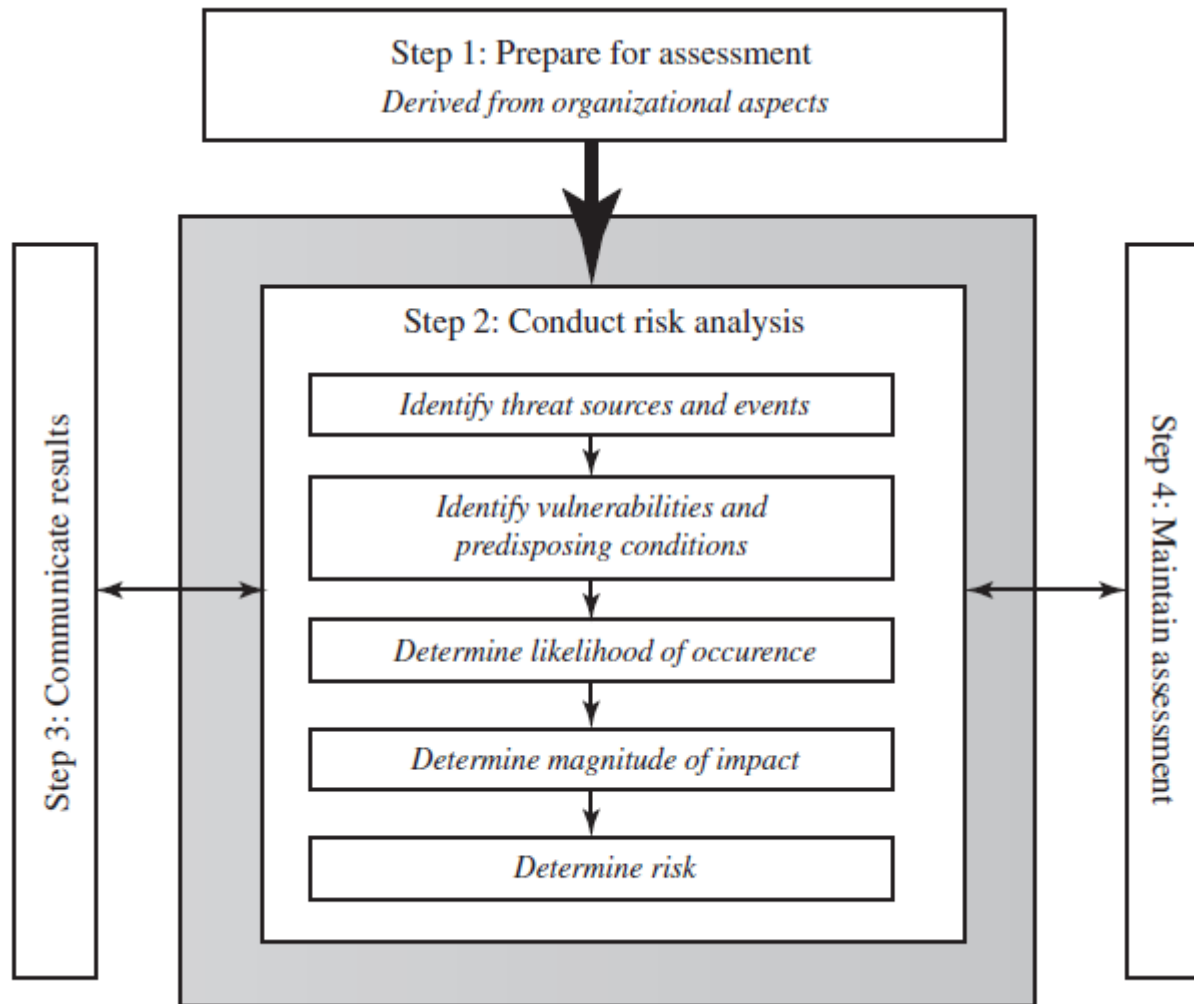 Step 1: Prepare for assessment
Derived from organizational aspects
Step 2: Conduct risk analysis
Identify threat sources and events
Identify vulnerabilities and
predisposing conditions
Determine likelihood of occurence
Determine magnitude of impact
Determine risk
Step 3: Communicate results
Step 4: Maintain assessment